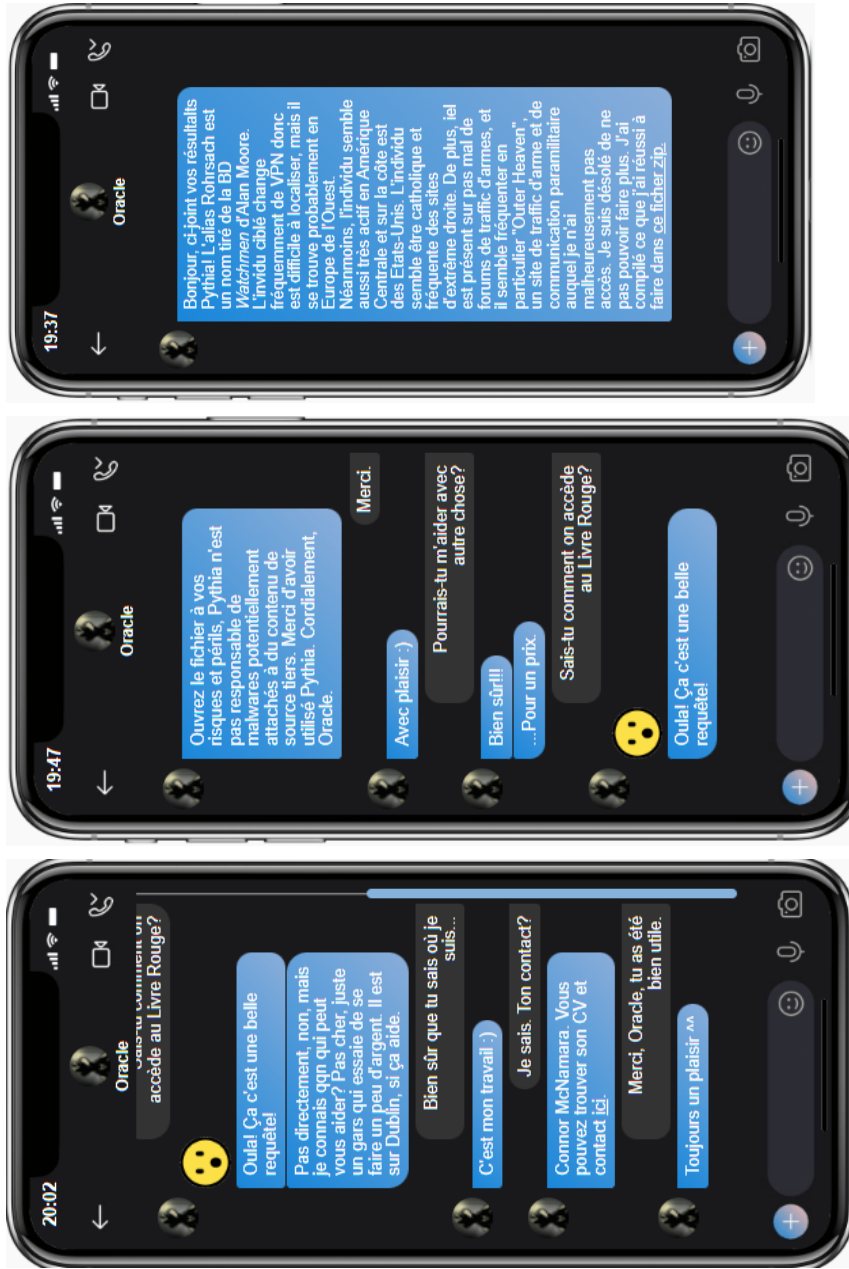 19:37
Oracle
Bonjour, ci-joint vos résultalts
Pythia! L'alias Rohrsach est
un nom tiré de la BD
Watchmen d'Alan Moore.
L'invidu ciblé change
fréquemment de VPN donc
est difficile à localiser, mais il
se trouve probablement en
Europe de l'Ouest.
Néanmoins, l'individu semble
aussi très actif en Amérique
Centrale et sur la côte est
des Etats-Unis. L'individu
semble être catholique et
fréquente des sites
d'extrême droite. De plus, iel
est présent sur pas mal de
forums de traffic d'armes, et
il semble fréquenter en
particulier "Outer Heaven",
un site de traffic d'arme et de
communication paramilitaire
auquel je n'ai
malheureusement pas
accès. Je suis désolé de ne
pas pouvoir faire plus. J'ai
compilé ce que j'ai réussi à
faire dans ce ficher zip.
19:47
Oracle
Ouvrez le fichier à vos
risques et périls, Pythia n'est
pas responsable de
malwares potentiellement
attachés à du contenu de
source tiers. Merci d'avoir
utilisé Pythia. Cordialement,
Oracle.
Merci.
Avec plaisir :)
Pourrais-tu m'aider avec
autre chose?
Bien sûr!!!
...Pour un prix.
Sais-tu comment on accède
au Livre Rouge?
Oula! Ça c'est une belle
requête!
20:02
Oracle
Sais-tu comment on
accède au Livre Rouge?
Oula! Ça c'est une belle
requête!
Pas directement, non, mais
je connais qqn qui peut
vous aider? Pas cher, juste
un gars qui essaie de se
faire un peu d'argent. Il est
sur Dublin, si ça aide.
Bien sûr que tu sais où je
suis...
C'est mon travail :)
Je sais. Ton contact?
Connor McNamara. Vous
pouvez trouver son CV et
contact ici.
Merci, Oracle, tu as été
bien utile.
Toujours un plaisir ^^